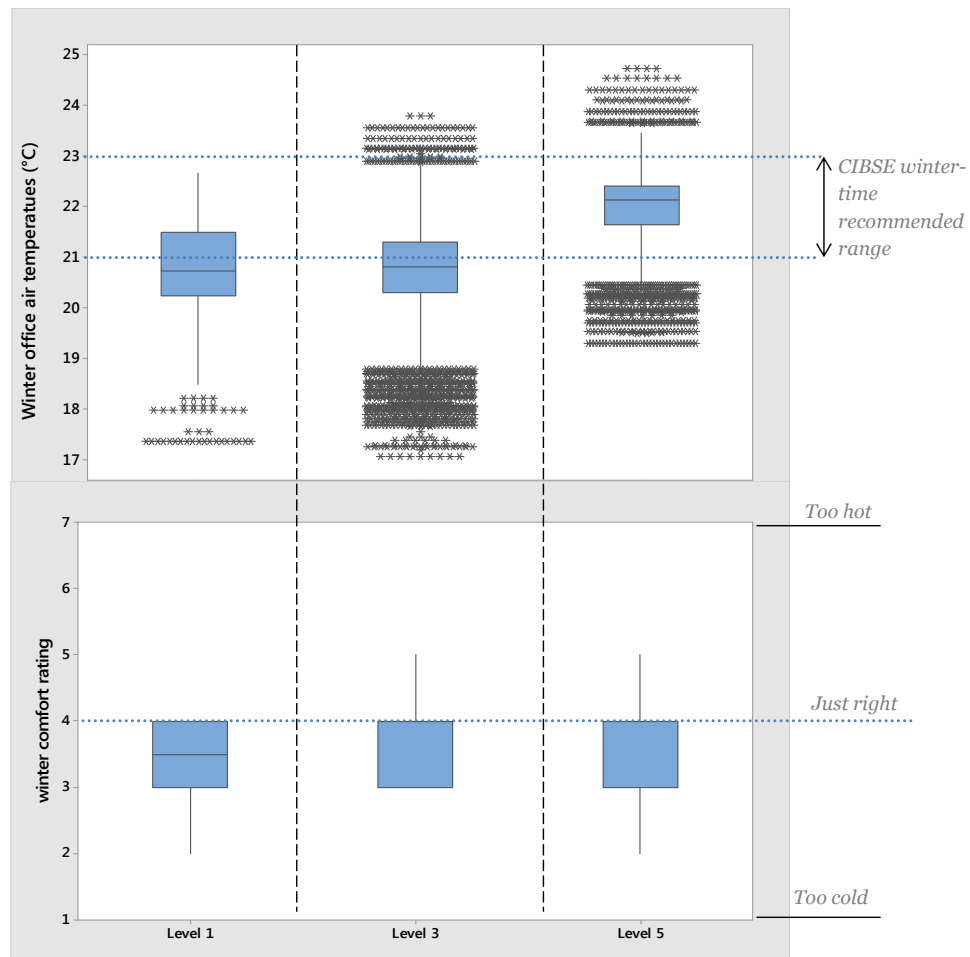 25
24
23
22
21
20
19
18
17
Winter office air temperatues (°C)
CIBSE winter-
time
recommended
range
7
6
5
4
3
2
1
winter comfort rating
Too hot
Just right
Too cold
Level 1
Level 3
Level 5